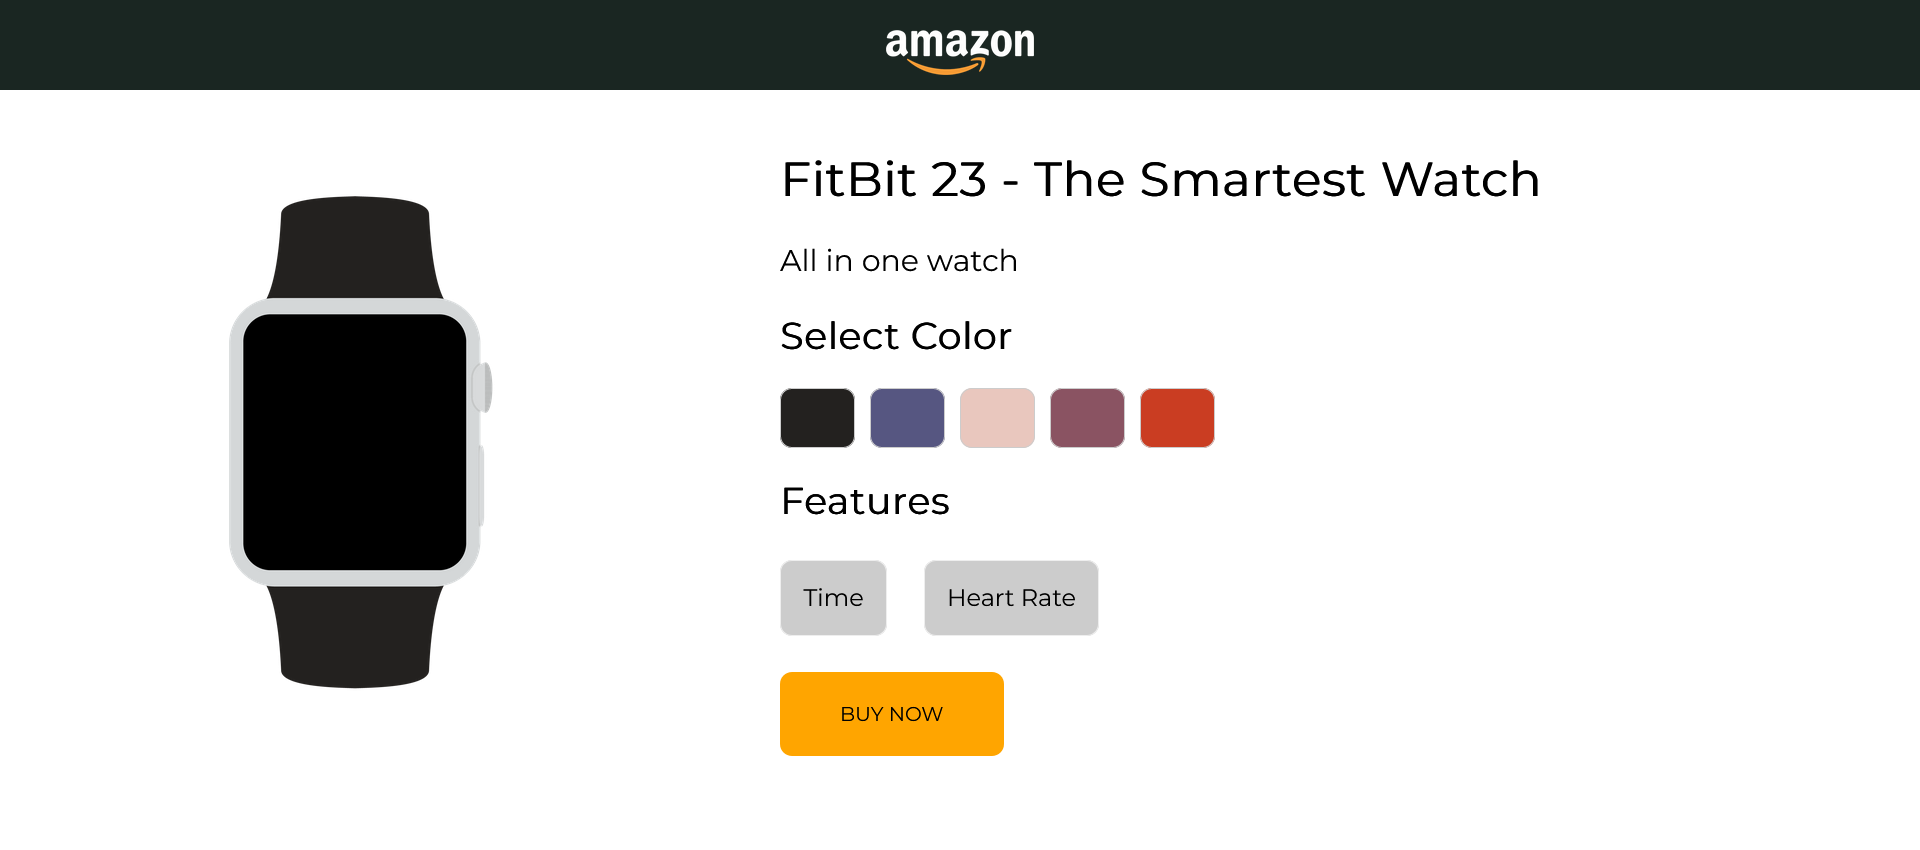 amazon
FitBit 23 - The Smartest Watch
All in one watch
Select Color
Features
Time
Heart Rate
BUY NOW